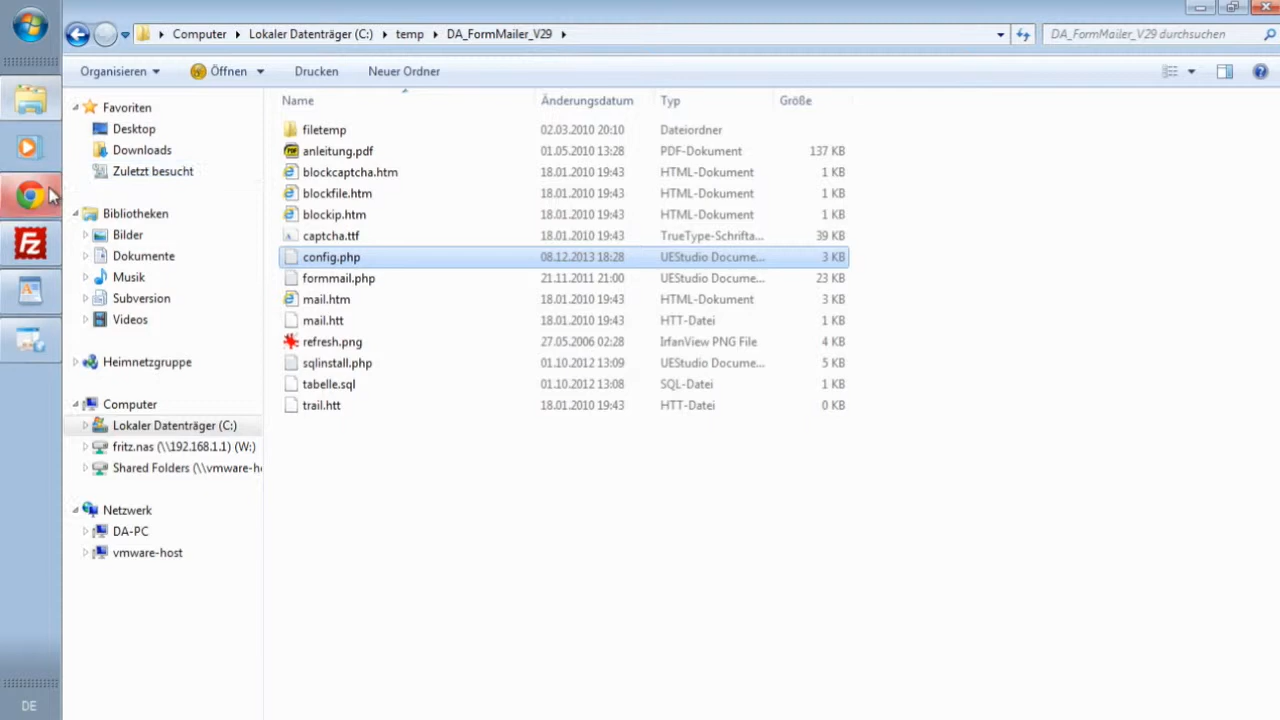 Computer Lokaler Datenträger (C:) temp DA_FormMailer_V29 DA_FormMailer_V29 durchsuchen
Organisieren Öffnen Drucken Neuer Ordner
Favoriten
Desktop
Downloads
Zuletzt besucht
Bibliotheken
Bilder
Dokumente
Musik
Subversion
Videos
Heimnetzgruppe
Computer
Lokaler Datenträger (C:)
fritz.nas (\\192.168.1.1) (W:)
Shared Folders (\\vmware-h
Netzwerk
DA-PC
vmware-host
Name Änderungsdatum Typ Größe
filetemp 02.03.2010 20:10 Dateiordner
anleitung.pdf 01.05.2010 13:28 PDF-Dokument 137 KB
blockcaptcha.htm 18.01.2010 19:43 HTML-Dokument 1 KB
blockfile.htm 18.01.2010 19:43 HTML-Dokument 1 KB
blockip.htm 18.01.2010 19:43 HTML-Dokument 1 KB
captcha.ttf 18.01.2010 19:43 TrueType-Schrifta... 39 KB
config.php 08.12.2013 18:28 UEStudio Docume... 3 KB
formmail.php 21.11.2011 21:00 UEStudio Docume... 23 KB
mail.htm 18.01.2010 19:43 HTML-Dokument 3 KB
mail.htt 18.01.2010 19:43 HTT-Datei 1 KB
refresh.png 27.05.2006 02:28 IrfanView PNG File 4 KB
sqlinstall.php 01.10.2012 13:09 UEStudio Docume... 5 KB
tabelle.sql 01.10.2012 13:08 SQL-Datei 1 KB
trail.htt 18.01.2010 19:43 HTT-Datei 0 KB
DE